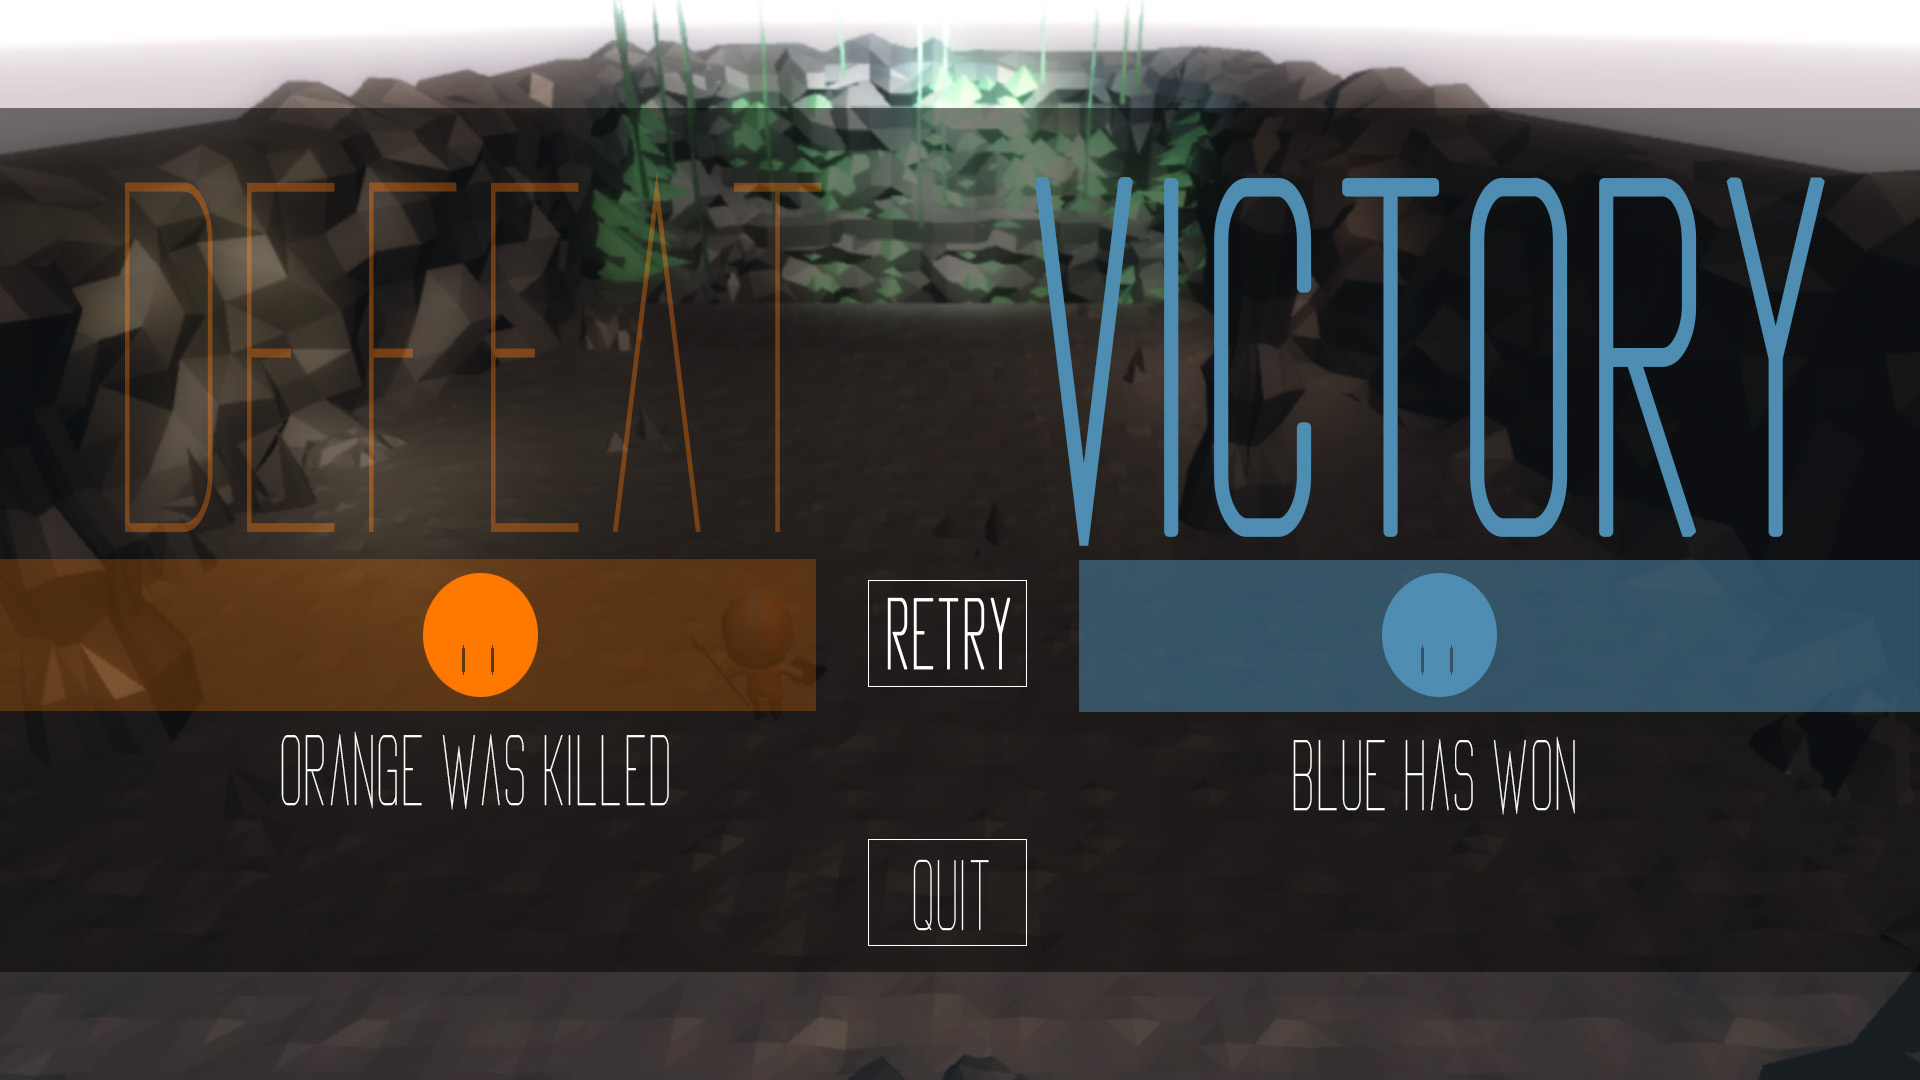 DEFEAT
VICTORY
RETRY
ORANGE WAS KILLED
BLUE HAS WON
QUIT